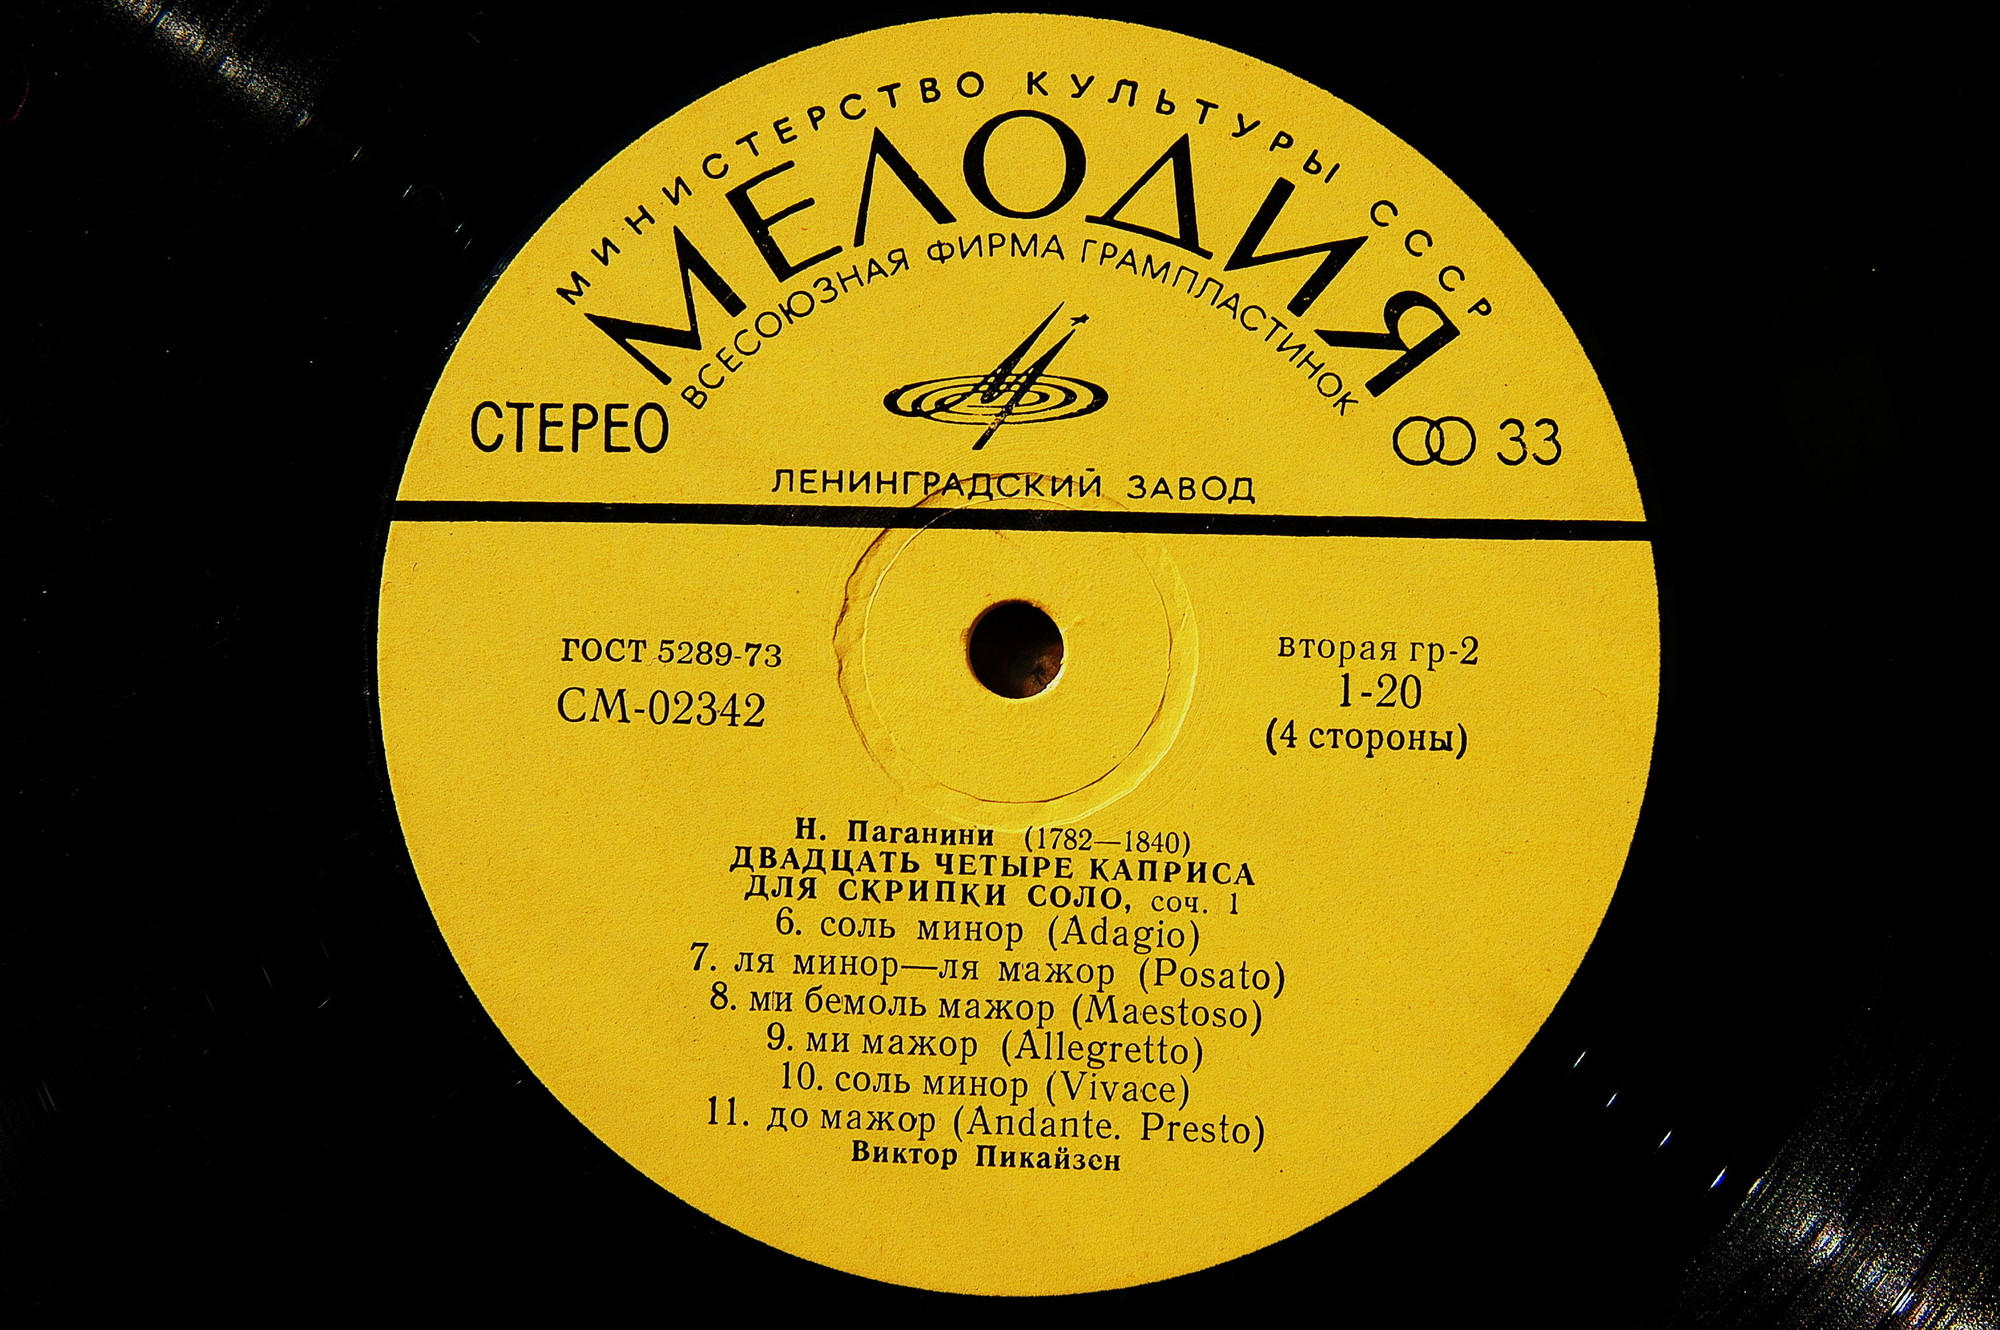 МИНИСТЕРСТВО КУЛЬТУРЫ СССР
МЕЛОДИЯ
ВСЕСОЮЗНАЯ ФИРМА ГРАМПЛАСТИНОК
СТЕРЕО
33
ЛЕНИНГРАДСКИЙ ЗАВОД
ГОСТ 5289-73
СМ-02342
вторая гр-2
1-20
(4 стороны)
Н. Паганини (1782—1840)
ДВАДЦАТЬ ЧЕТЫРЕ КАПРИСА
ДЛЯ СКРИПКИ СОЛО, соч. 1
6. соль минор (Adagio)
7. ля минор—ля мажор (Posato)
8. ми бемоль мажор (Maestoso)
9. ми мажор (Allegretto)
10. соль минор (Vivace)
11. до мажор (Andante. Presto)
Виктор Пикайзен